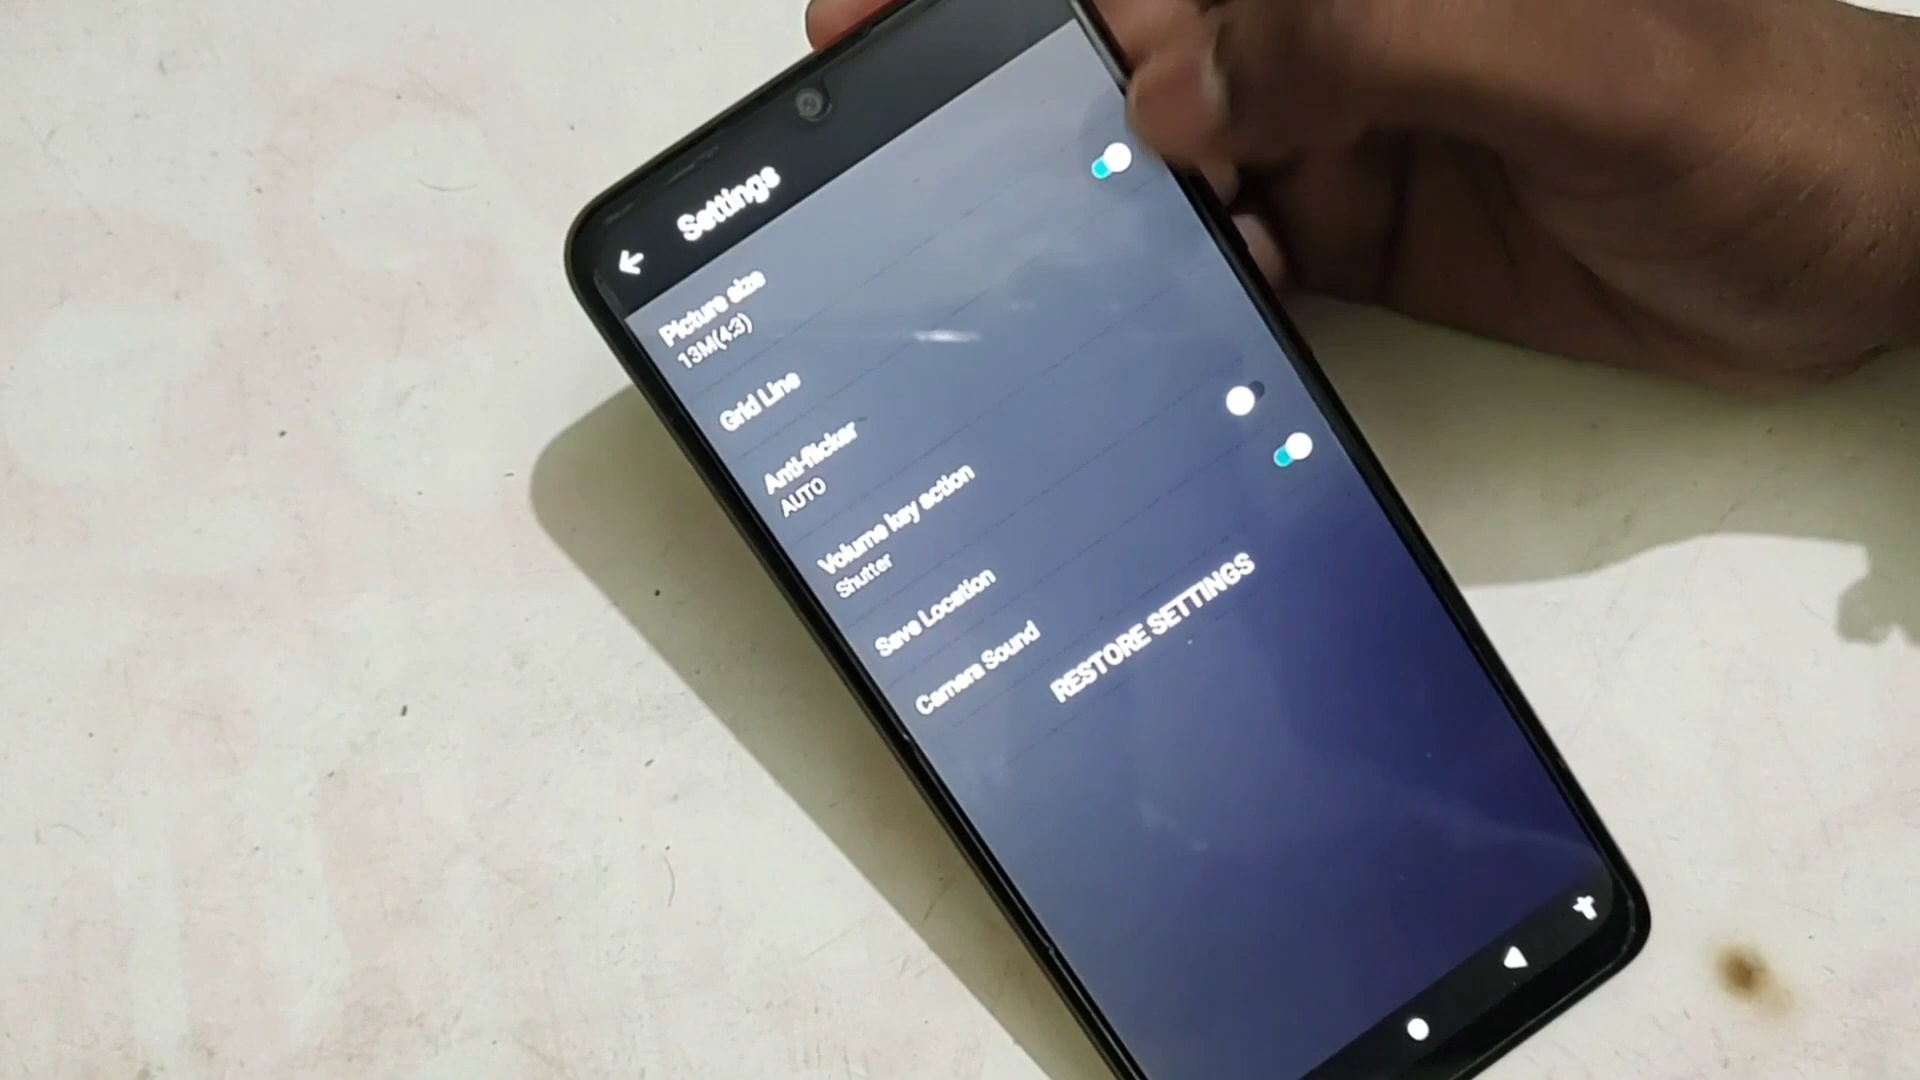 Settings
Picture size
13M(4:3)
Grid Line
Anti-flicker
AUTO
Volume key action
Shutter
Save Location
Camera Sound
RESTORE SETTINGS